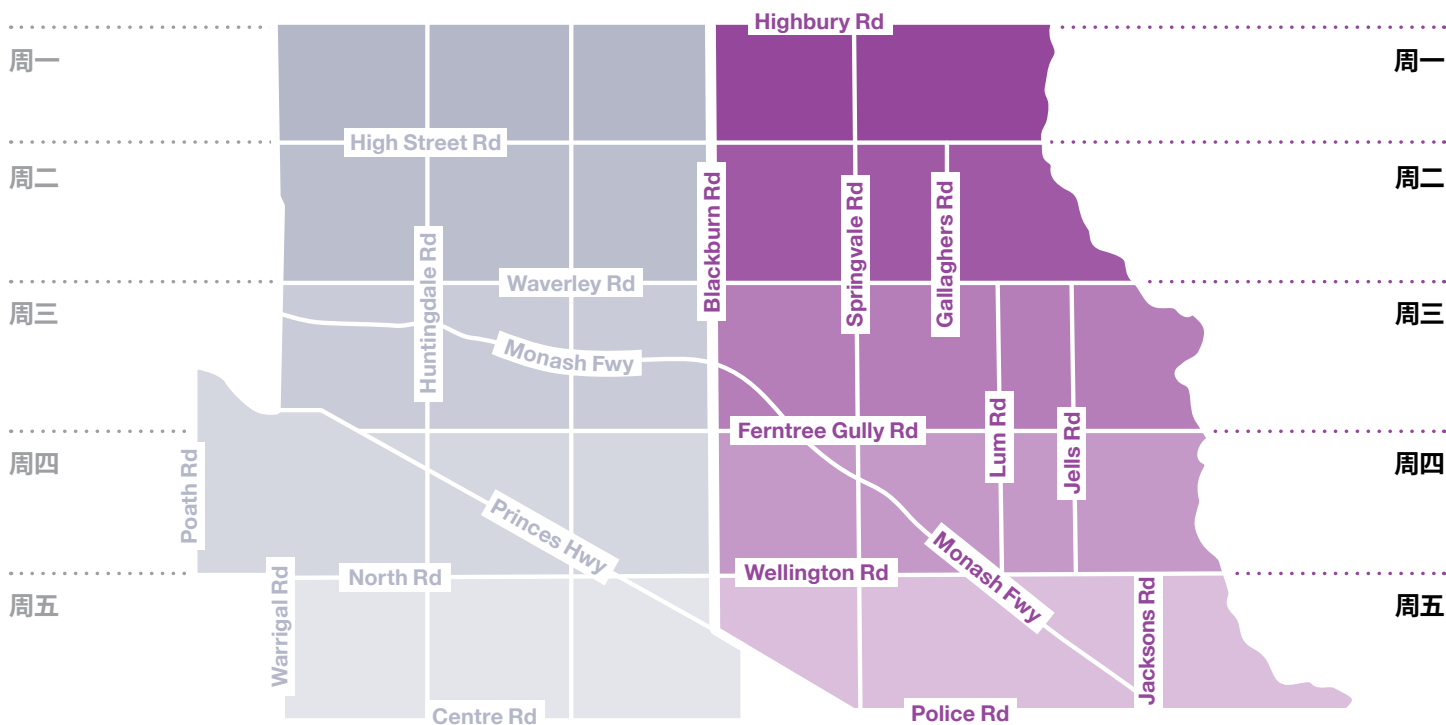 Highbury Rd
周一
周一
High Street Rd
周二
周二
Blackburn Rd
Springvale Rd
Gallaghers Rd
Huntingdale Rd
Waverley Rd
周三
周三
Monash Fwy
Lum Rd
Jells Rd
Ferntree Gully Rd
周四
周四
Poath Rd
Princes Hwy
Monash Fwy
North Rd
Wellington Rd
周五
周五
Warrigal Rd
Jacksons Rd
Centre Rd
Police Rd